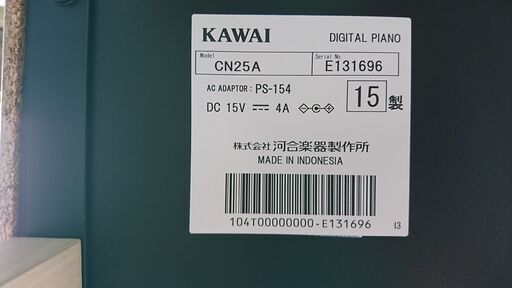 KAWAI DIGITAL PIANO
Model Serial No
CN25A E131696
AC ADAPTOR: PS-154
DC 15V ⎓ 4A
15 製
株式会社 河合楽器製作所
MADE IN INDONESIA
104T00000000-E131696
I3